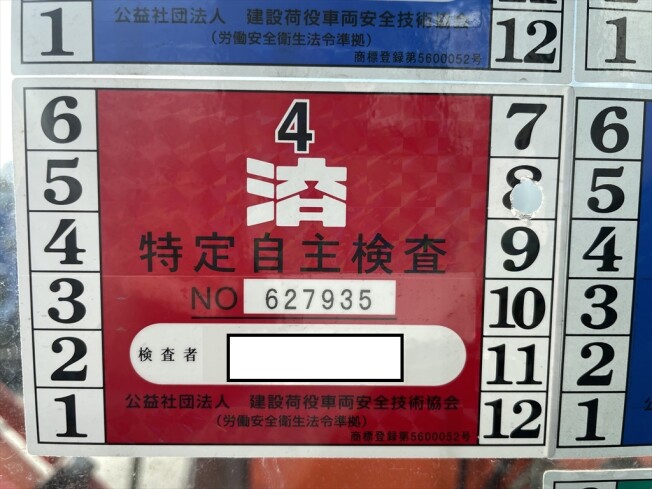 1
公益社団法人 建設荷役車両安全技術協会
(労働安全衛生法令準拠)
商標登録第5600052号
12
1
6
5
4
3
2
1
4
済
特定自主検査
NO 627935
検査者
公益社団法人 建設荷役車両安全技術協会
(労働安全衛生法令準拠)
商標登録第5600052号
7
8
9
10
11
12
6
5
4
3
2
1